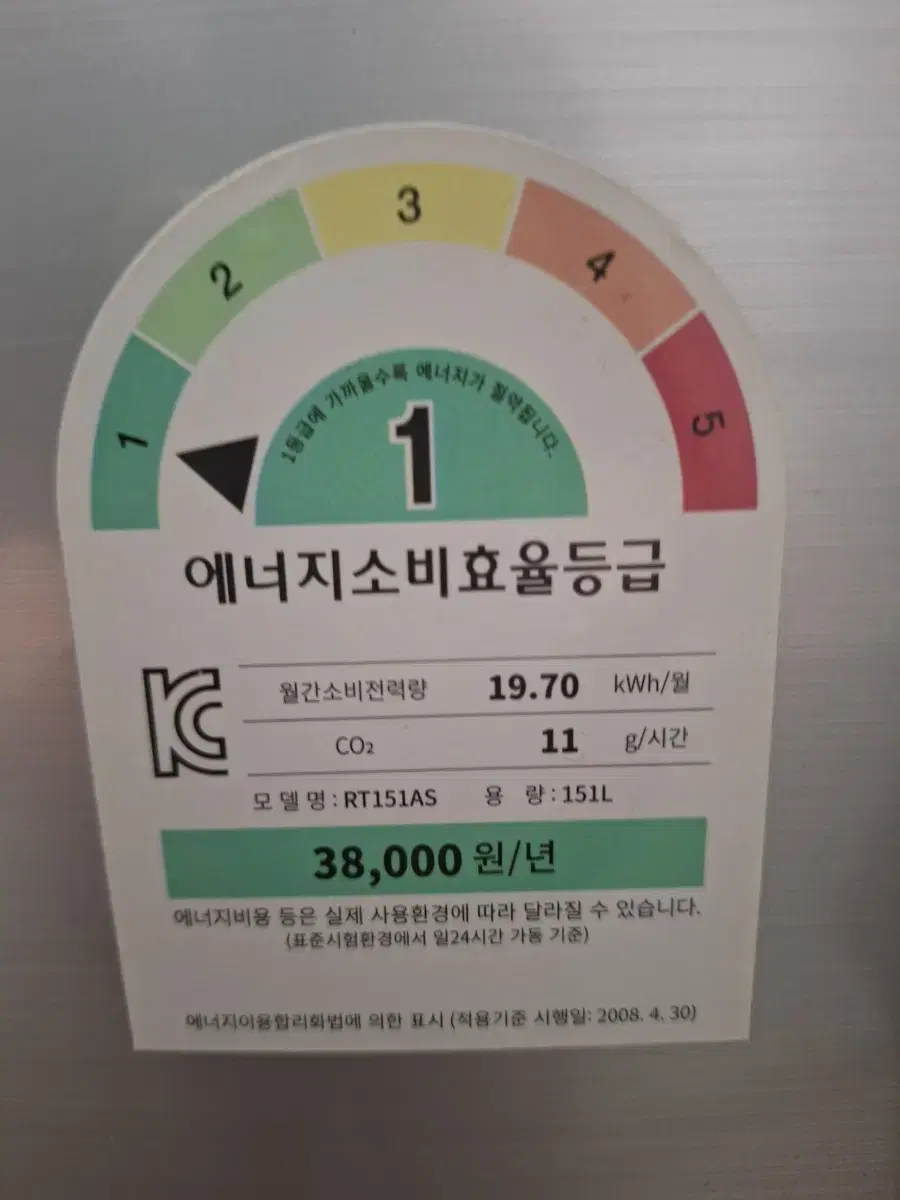 1
2
3
4
5
1등급에 가까울수록 에너지가 절약됩니다.
1
에너지소비효율등급
KC
월간소비전력량 19.70 kWh/월
CO₂ 11 g/시간
모델명 : RT151AS 용 량 : 151L
38,000 원/년
에너지비용 등은 실제 사용환경에 따라 달라질 수 있습니다.
(표준시험환경에서 일24시간 가동 기준)
에너지이용합리화법에 의한 표시 (적용기준 시행일: 2008. 4. 30)